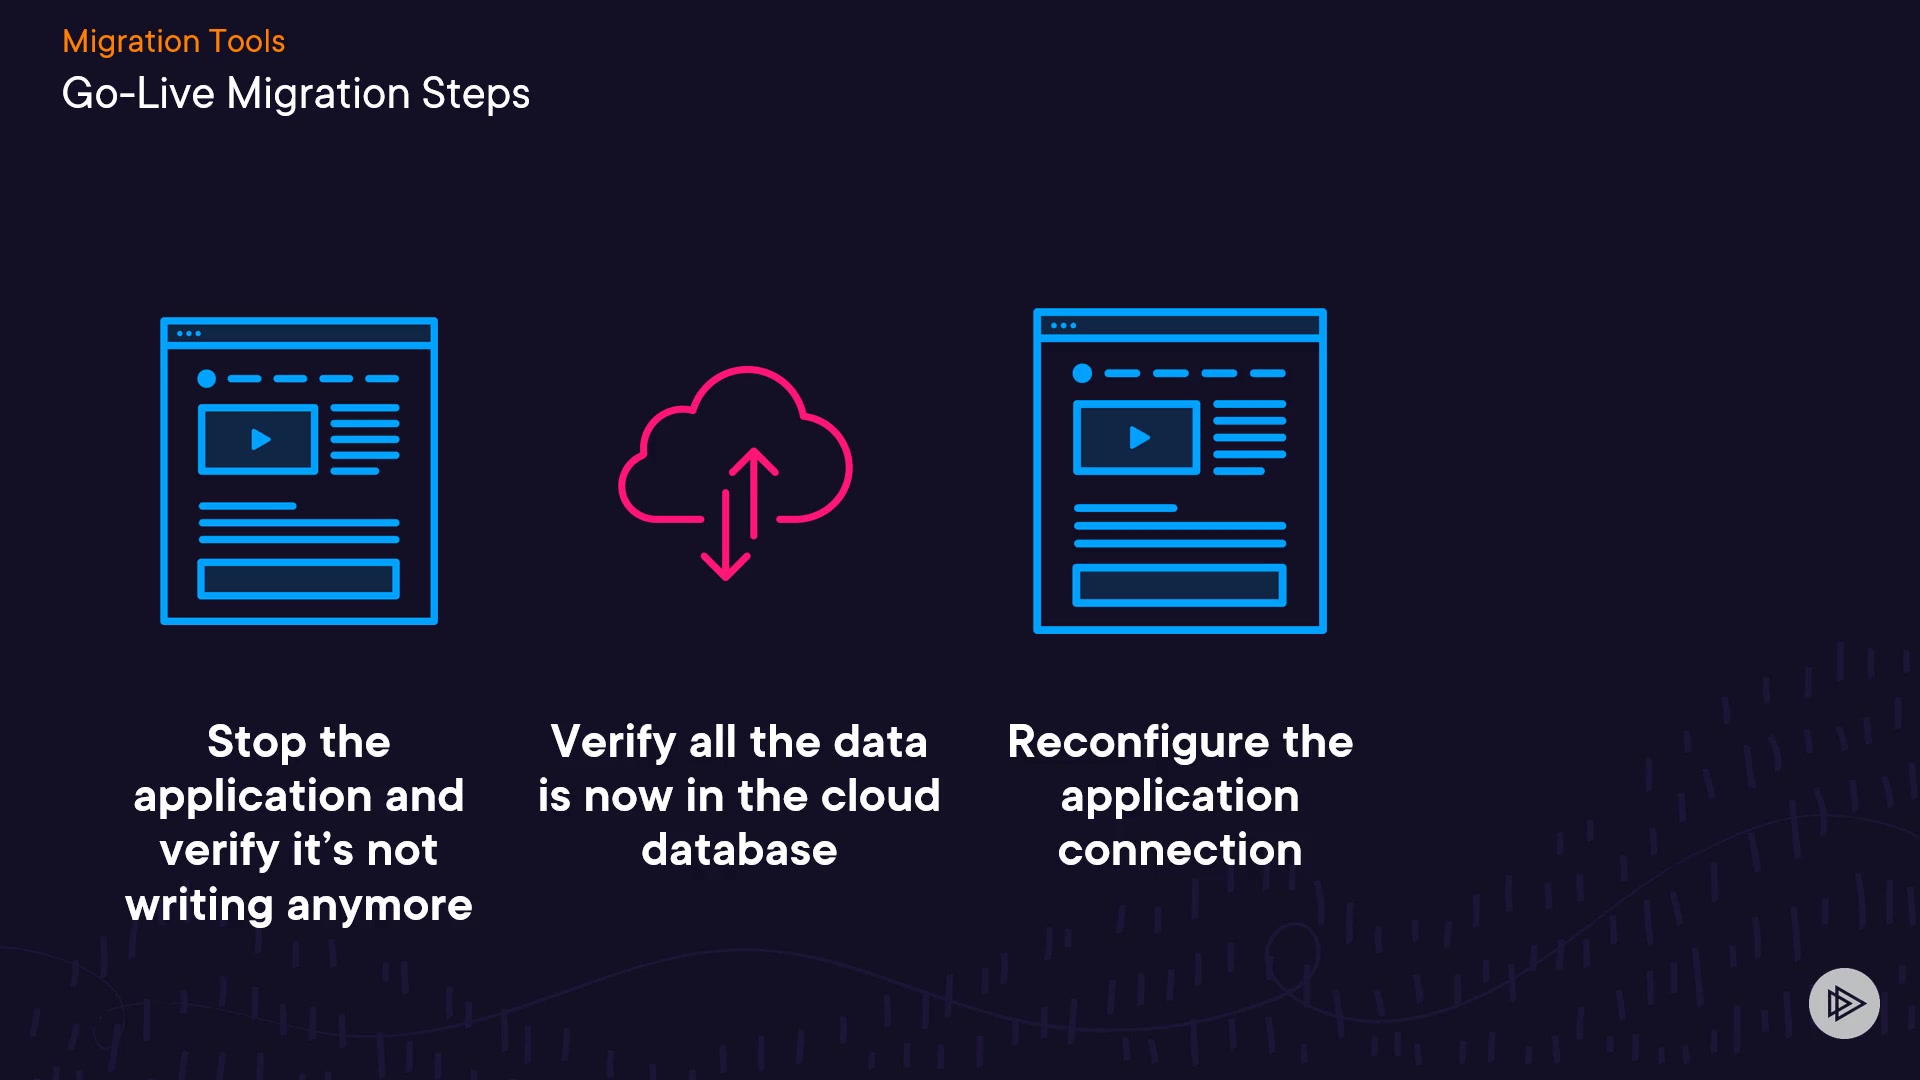 Migration Tools
Go-Live Migration Steps
Stop the
application and
verify it’s not
writing anymore
Verify all the data
is now in the cloud
database
Reconfigure the
application
connection